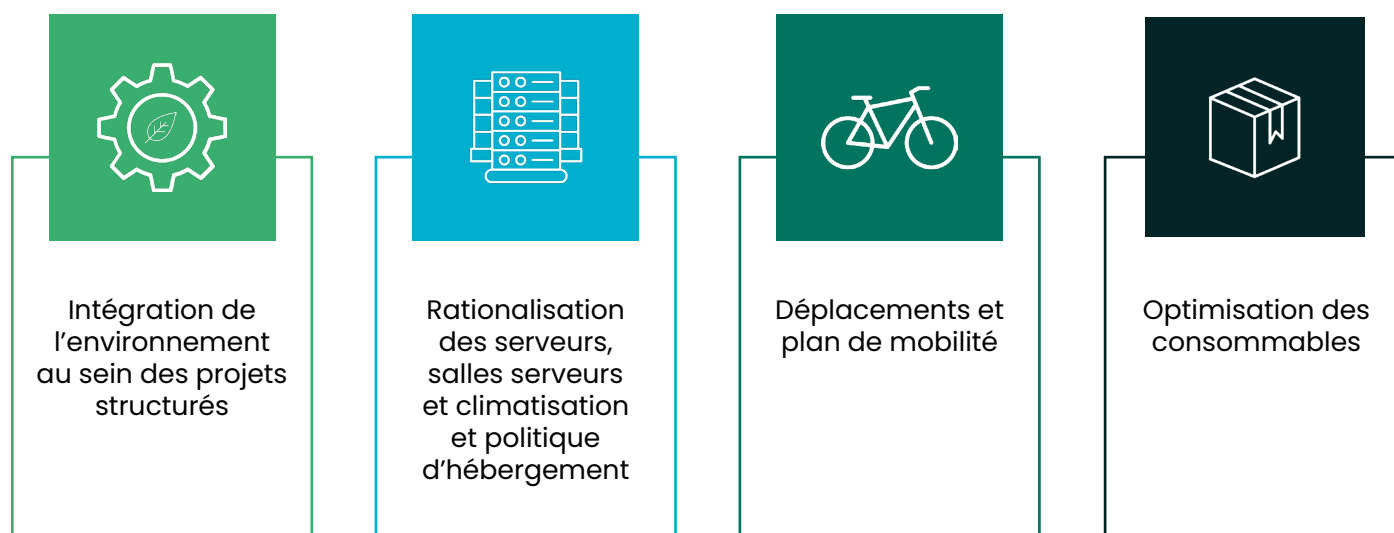 Intégration de
l’environnement
au sein des projets
structurés
Rationalisation
des serveurs,
salles serveurs
et climatisation
et politique
d’hébergement
Déplacements et
plan de mobilité
Optimisation des
consommables